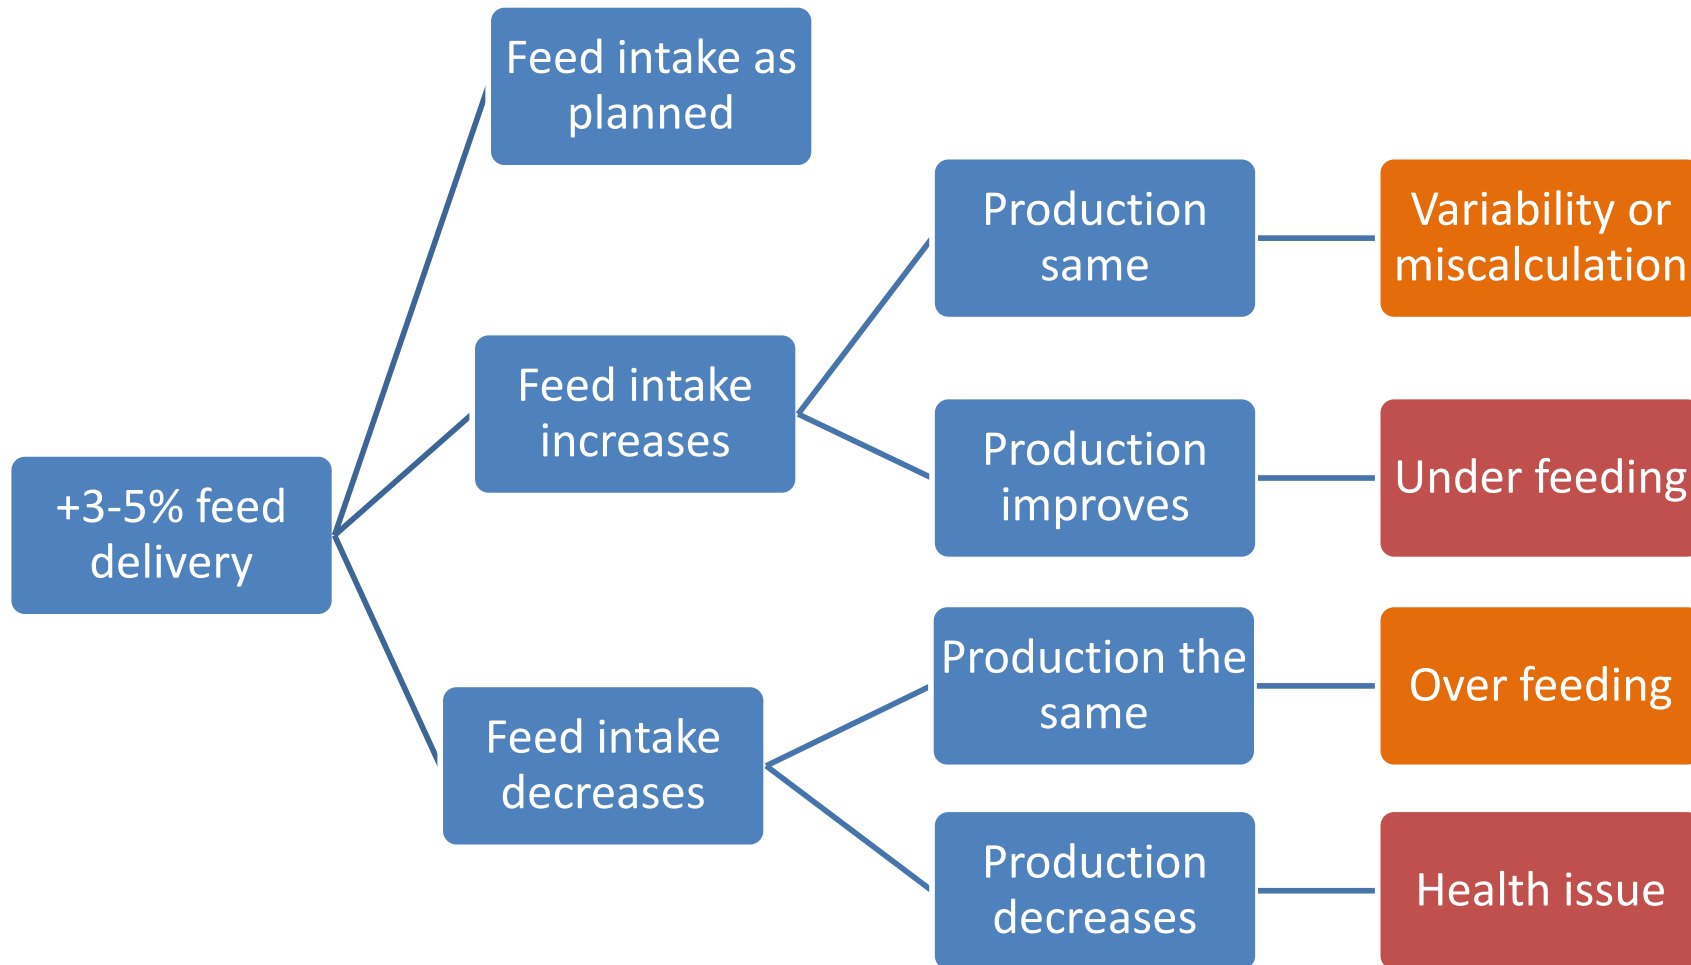 Feed intake as
planned
Production
same
Variability or
miscalculation
Feed intake
increases
Production
improves
Under feeding
+3-5% feed
delivery
Production the
same
Over feeding
Feed intake
decreases
Production
decreases
Health issue